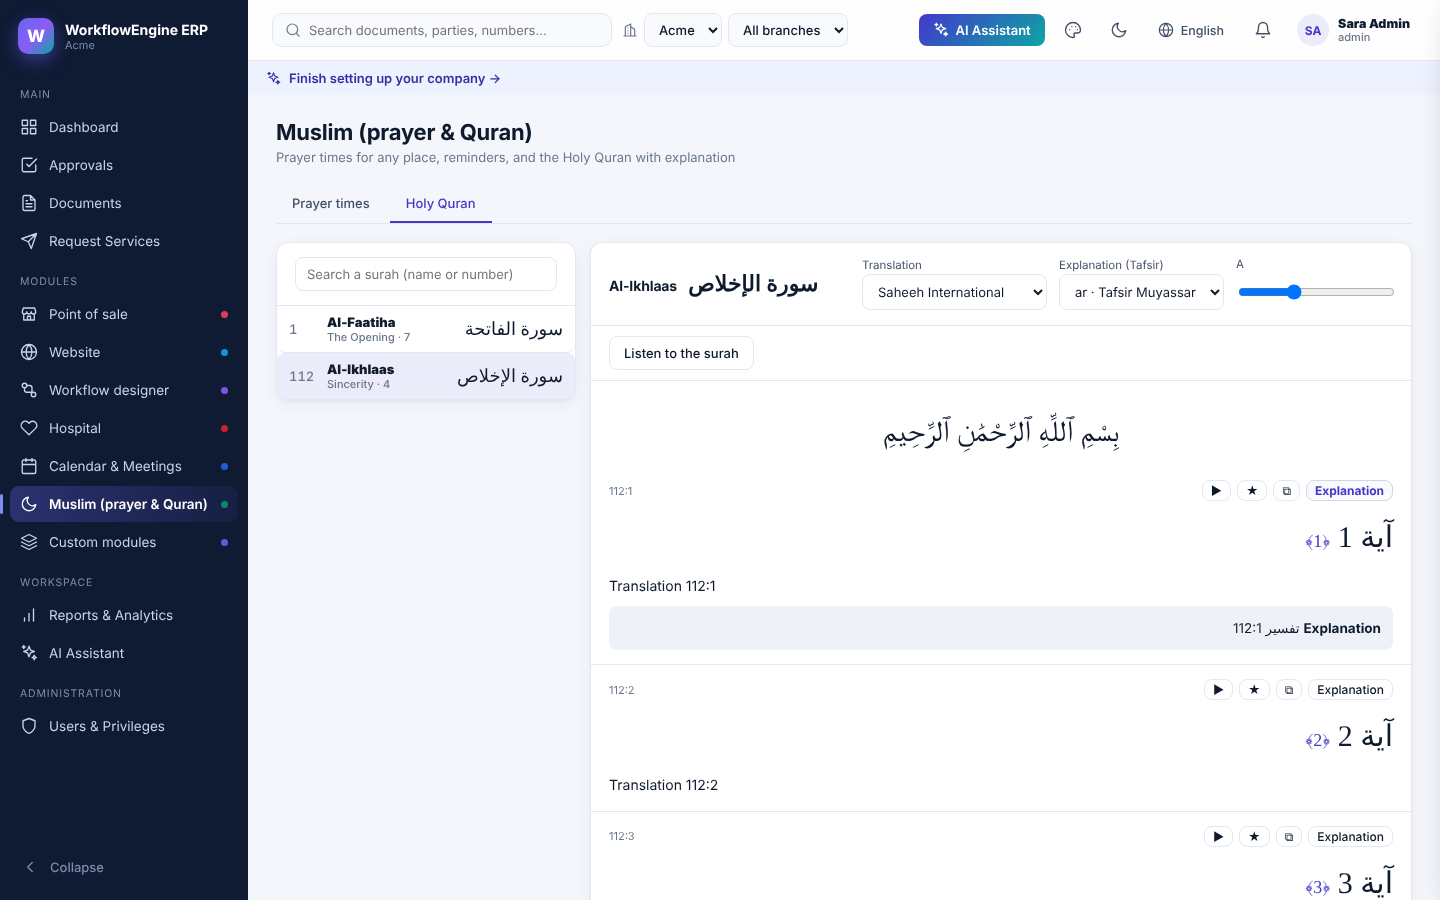 W
WorkflowEngine ERP
Acme
MAIN
Dashboard
Approvals
Documents
Request Services
MODULES
Point of sale
Website
Workflow designer
Hospital
Calendar & Meetings
Muslim (prayer & Quran)
Custom modules
WORKSPACE
Reports & Analytics
AI Assistant
ADMINISTRATION
Users & Privileges
Collapse
Search documents, parties, numbers...
Acme
All branches
AI Assistant
English
SA
Sara Admin
admin
Finish setting up your company →
Muslim (prayer & Quran)
Prayer times for any place, reminders, and the Holy Quran with explanation
Prayer times
Holy Quran
Search a surah (name or number)
1 Al-Faatiha سورة الفاتحة
The Opening · 7
112 Al-Ikhlaas سورة الإخلاص
Sincerity · 4
Al-Ikhlaas سورة الإخلاص
Translation
Saheeh International
Explanation (Tafsir)
ar · Tafsir Muyassar
A
Listen to the surah
بِسْمِ ٱللَّهِ ٱلرَّحْمَٰنِ ٱلرَّحِيمِ
112:1
▶ ★ ⧉ Explanation
آية 1 ﴿1﴾
Translation 112:1
Explanation تفسير 112:1
112:2
▶ ★ ⧉ Explanation
آية 2 ﴿2﴾
Translation 112:2
112:3
▶ ★ ⧉ Explanation
آية 3 ﴿3﴾